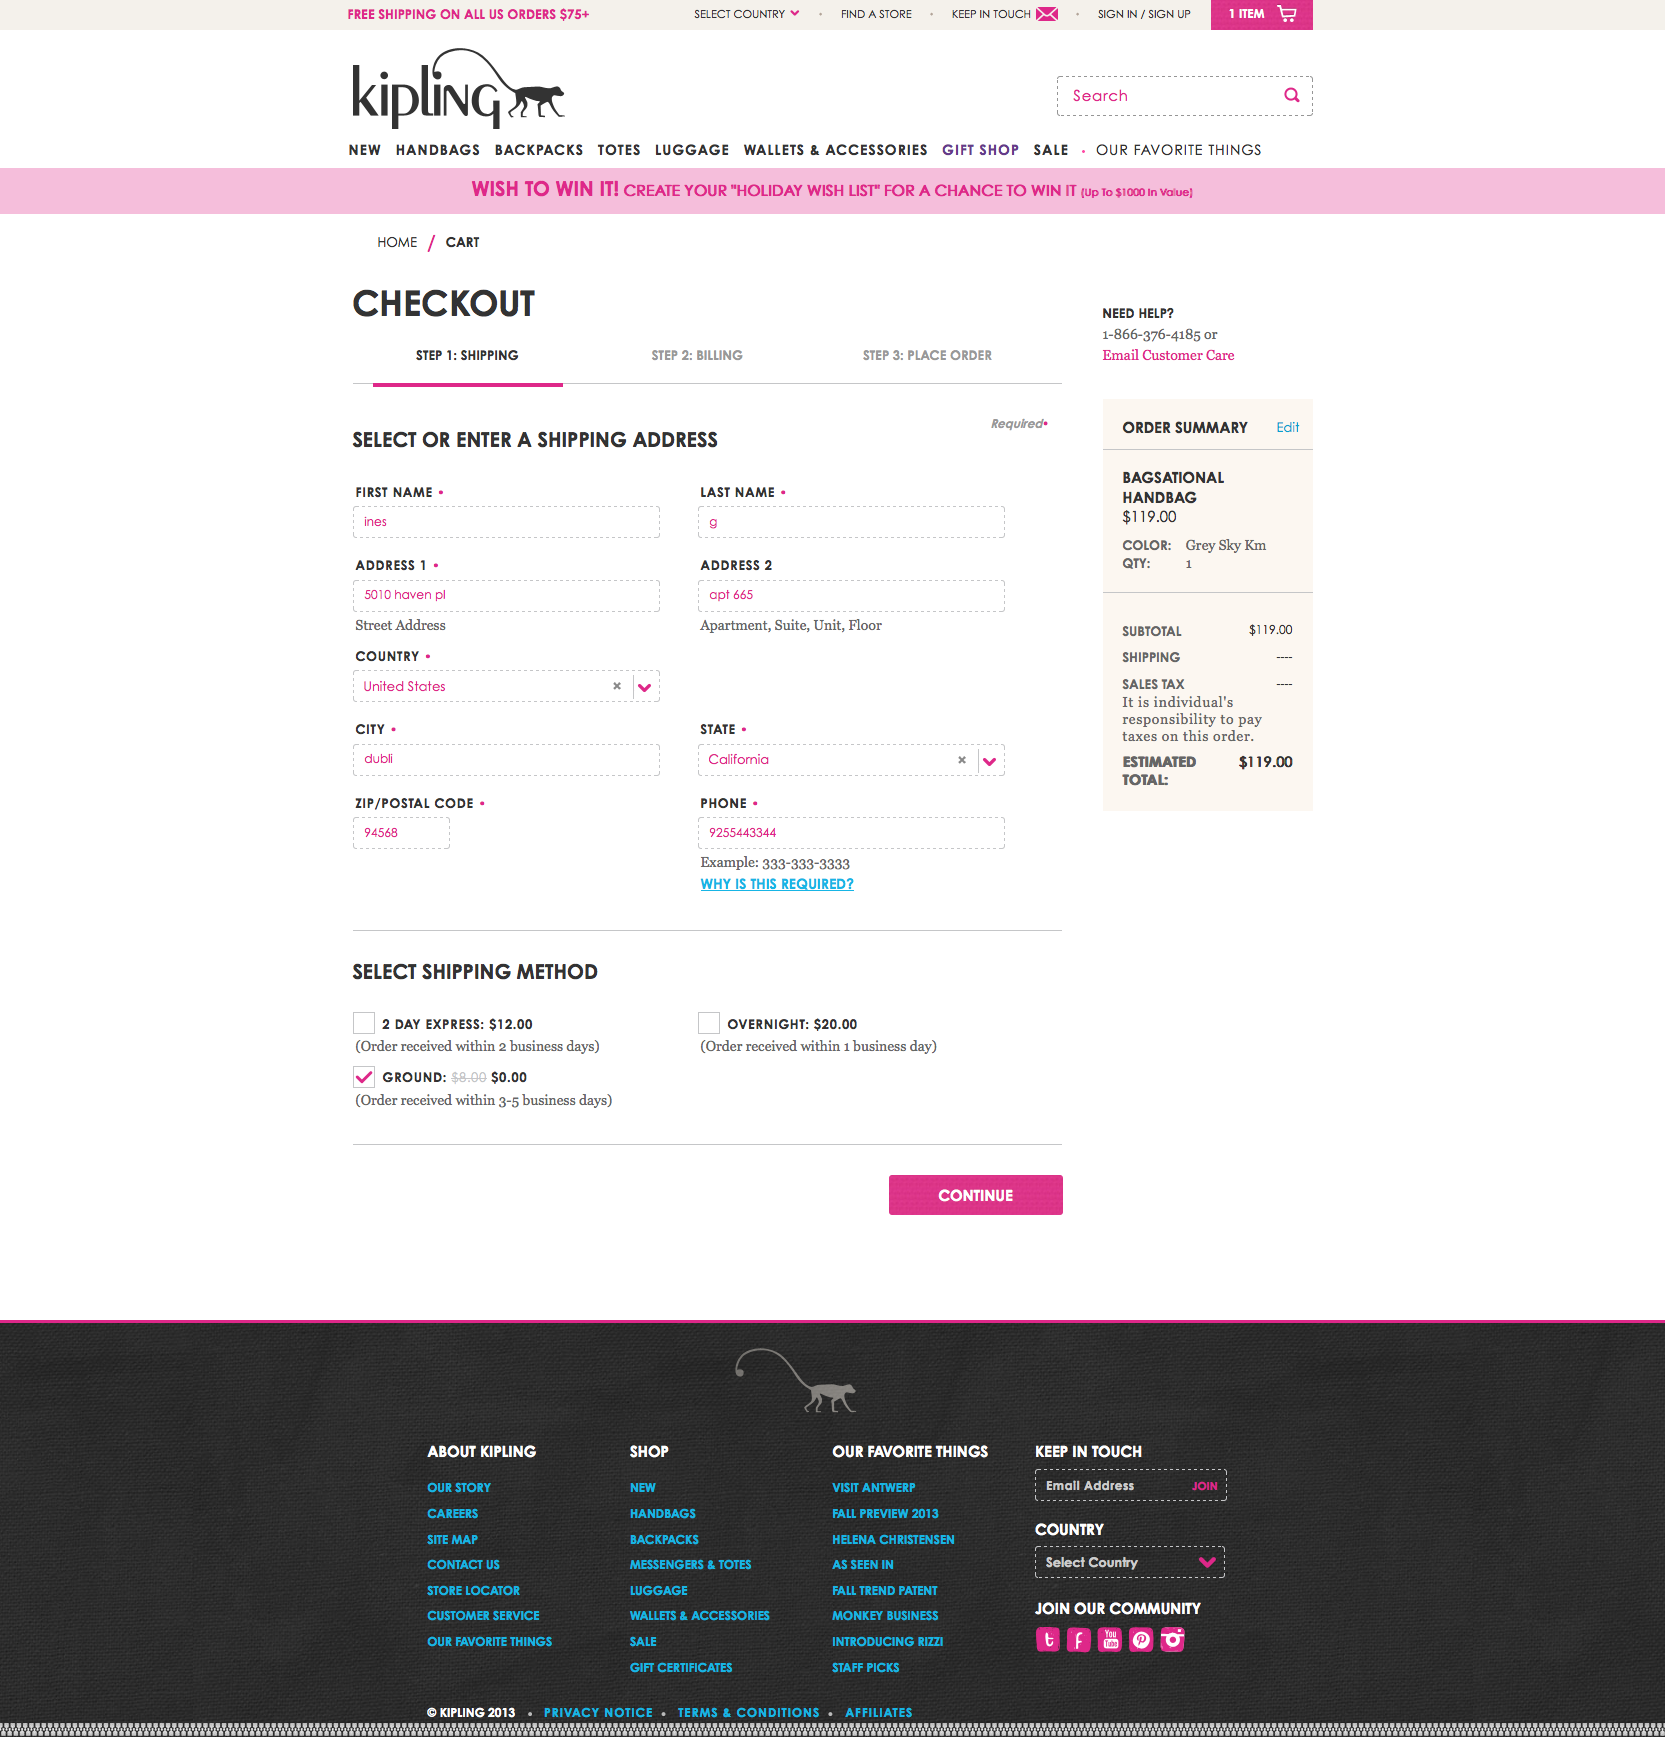 FREE SHIPPING ON ALL US ORDERS $75+
SELECT COUNTRY • FIND A STORE • KEEP IN TOUCH • SIGN IN / SIGN UP
1 ITEM
kipling
Search
NEW HANDBAGS BACKPACKS TOTES LUGGAGE WALLETS & ACCESSORIES GIFT SHOP SALE • OUR FAVORITE THINGS
WISH TO WIN IT! CREATE YOUR "HOLIDAY WISH LIST" FOR A CHANCE TO WIN IT (Up To $1000 In Value)
HOME / CART
CHECKOUT
STEP 1: SHIPPING
STEP 2: BILLING
STEP 3: PLACE ORDER
NEED HELP?
1-866-376-4185 or
Email Customer Care
Required•
SELECT OR ENTER A SHIPPING ADDRESS
FIRST NAME •
LAST NAME •
ines
g
ADDRESS 1 •
ADDRESS 2
5010 haven pl
apt 665
Street Address
Apartment, Suite, Unit, Floor
COUNTRY •
United States
CITY •
STATE •
dubli
California
ZIP/POSTAL CODE •
PHONE •
94568
9255443344
Example: 333-333-3333
WHY IS THIS REQUIRED?
ORDER SUMMARY
Edit
BAGSATIONAL
HANDBAG
$119.00
COLOR: Grey Sky Km
QTY: 1
SUBTOTAL $119.00
SHIPPING ----
SALES TAX ----
It is individual's
responsibility to pay
taxes on this order.
ESTIMATED $119.00
TOTAL:
SELECT SHIPPING METHOD
2 DAY EXPRESS: $12.00
(Order received within 2 business days)
OVERNIGHT: $20.00
(Order received within 1 business day)
GROUND: $8.00 $0.00
(Order received within 3-5 business days)
CONTINUE
ABOUT KIPLING
OUR STORY
CAREERS
SITE MAP
CONTACT US
STORE LOCATOR
CUSTOMER SERVICE
OUR FAVORITE THINGS
SHOP
NEW
HANDBAGS
BACKPACKS
MESSENGERS & TOTES
LUGGAGE
WALLETS & ACCESSORIES
SALE
GIFT CERTIFICATES
OUR FAVORITE THINGS
VISIT ANTWERP
FALL PREVIEW 2013
HELENA CHRISTENSEN
AS SEEN IN
FALL TREND PATENT
MONKEY BUSINESS
INTRODUCING RIZZI
STAFF PICKS
KEEP IN TOUCH
Email Address JOIN
COUNTRY
Select Country
JOIN OUR COMMUNITY
You
Tube
© KIPLING 2013 • PRIVACY NOTICE • TERMS & CONDITIONS • AFFILIATES